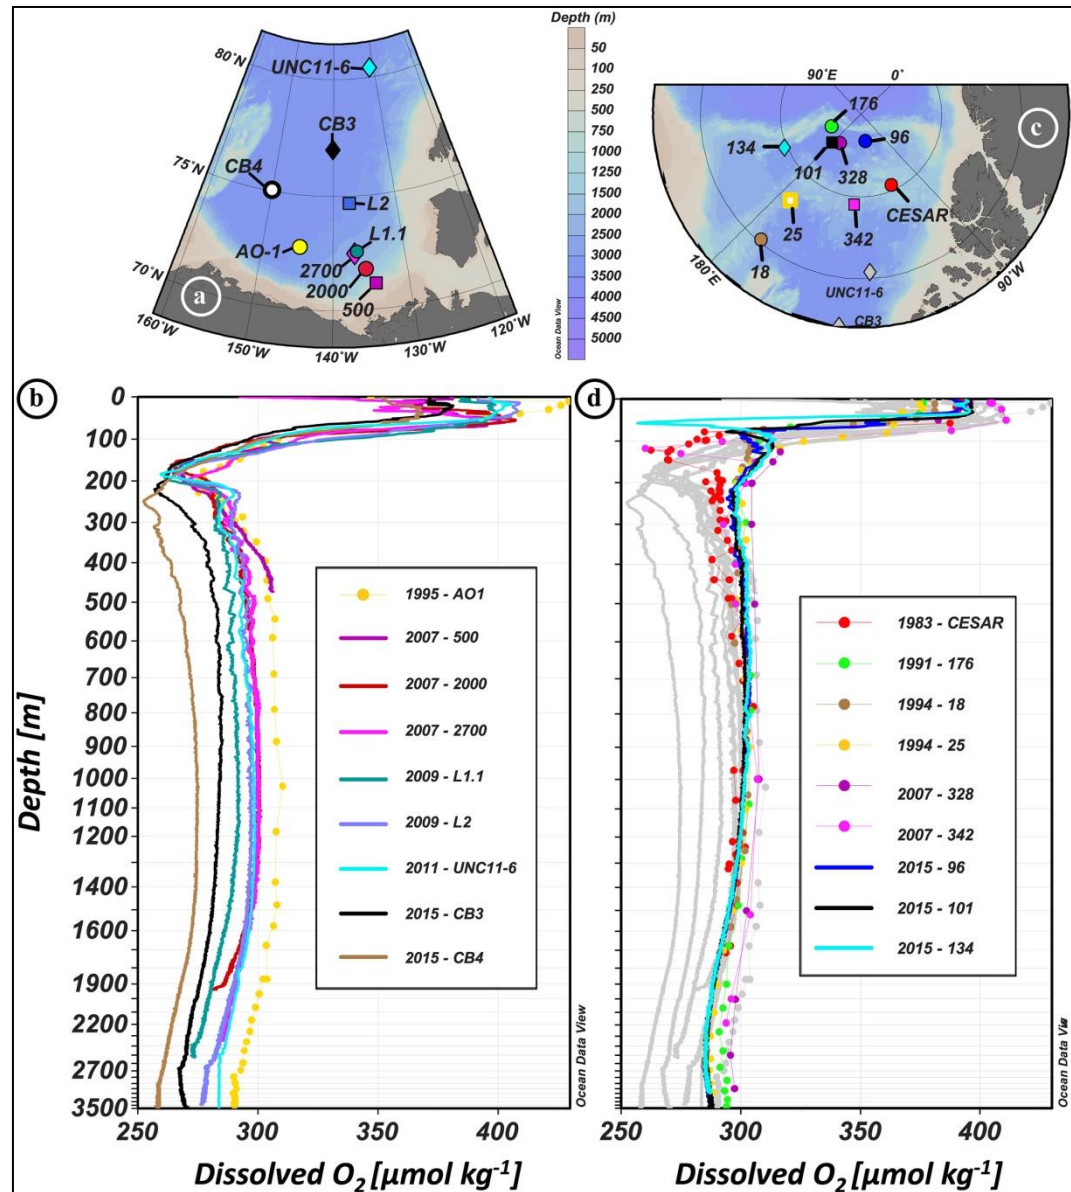 Depth (m)
80°N
75°N
70°N
160°W
150°W
140°W
130°W
120°W
UNC11-6
CB3
CB4
L2
AO-1
L1.1
2700
2000
500
a
50
100
250
500
750
1000
1250
1500
2000
2500
3000
3500
4000
4500
5000
Ocean Data View
90°E
0°
176
c
134
96
101
328
CESAR
25
342
18
180°E
UNC11-6
90°W
CB3
b
0
100
200
300
400
500
600
700
800
900
1000
1100
1200
1400
1600
1900
2200
2700
3500
Depth [m]
1995 - AO1
2007 - 500
2007 - 2000
2007 - 2700
2009 - L1.1
2009 - L2
2011 - UNC11-6
2015 - CB3
2015 - CB4
Ocean Data View
250
300
350
400
Dissolved O₂ [µmol kg⁻¹]
d
1983 - CESAR
1991 - 176
1994 - 18
1994 - 25
2007 - 328
2007 - 342
2015 - 96
2015 - 101
2015 - 134
Ocean Data View
250
300
350
400
Dissolved O₂ [µmol kg⁻¹]